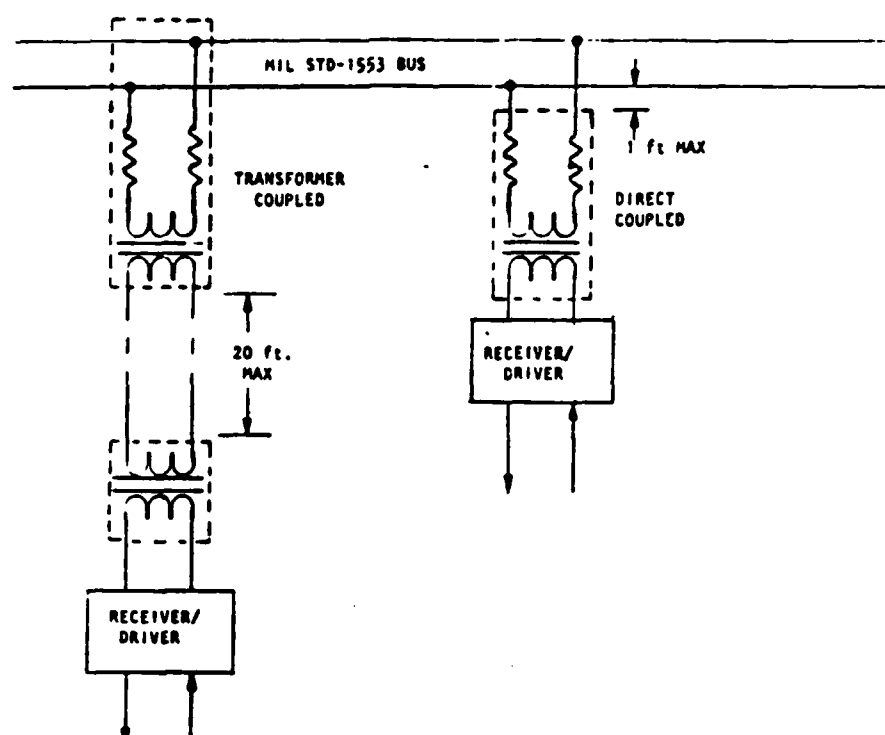 MIL STD-1553 BUS
1 ft MAX
TRANSFORMER
COUPLED
DIRECT
COUPLED
20 ft.
MAX
RECEIVER/
DRIVER
RECEIVER/
DRIVER